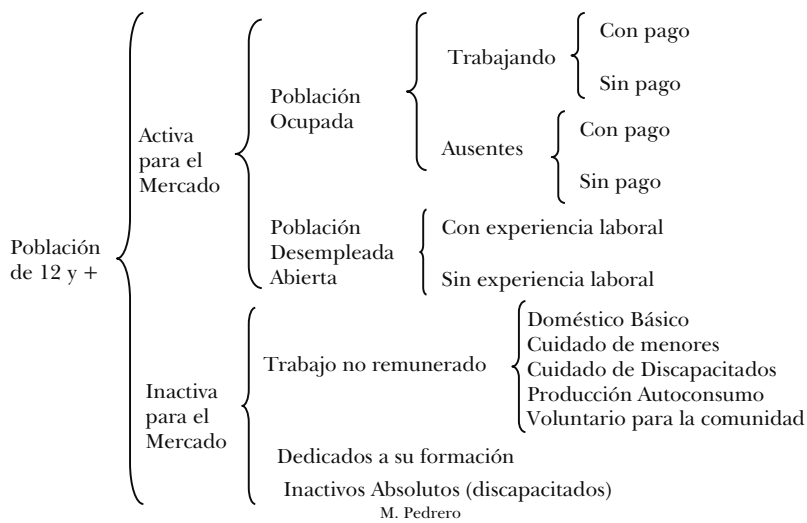 Población
de 12 y +
Activa
para el
Mercado
Población
Ocupada
Trabajando
Con pago
Sin pago
Ausentes
Con pago
Sin pago
Población
Desempleada
Abierta
Con experiencia laboral
Sin experiencia laboral
Inactiva
para el
Mercado
Trabajo no remunerado
Doméstico Básico
Cuidado de menores
Cuidado de Discapacitados
Producción Autoconsumo
Voluntario para la comunidad
Dedicados a su formación
Inactivos Absolutos (discapacitados)
M. Pedrero